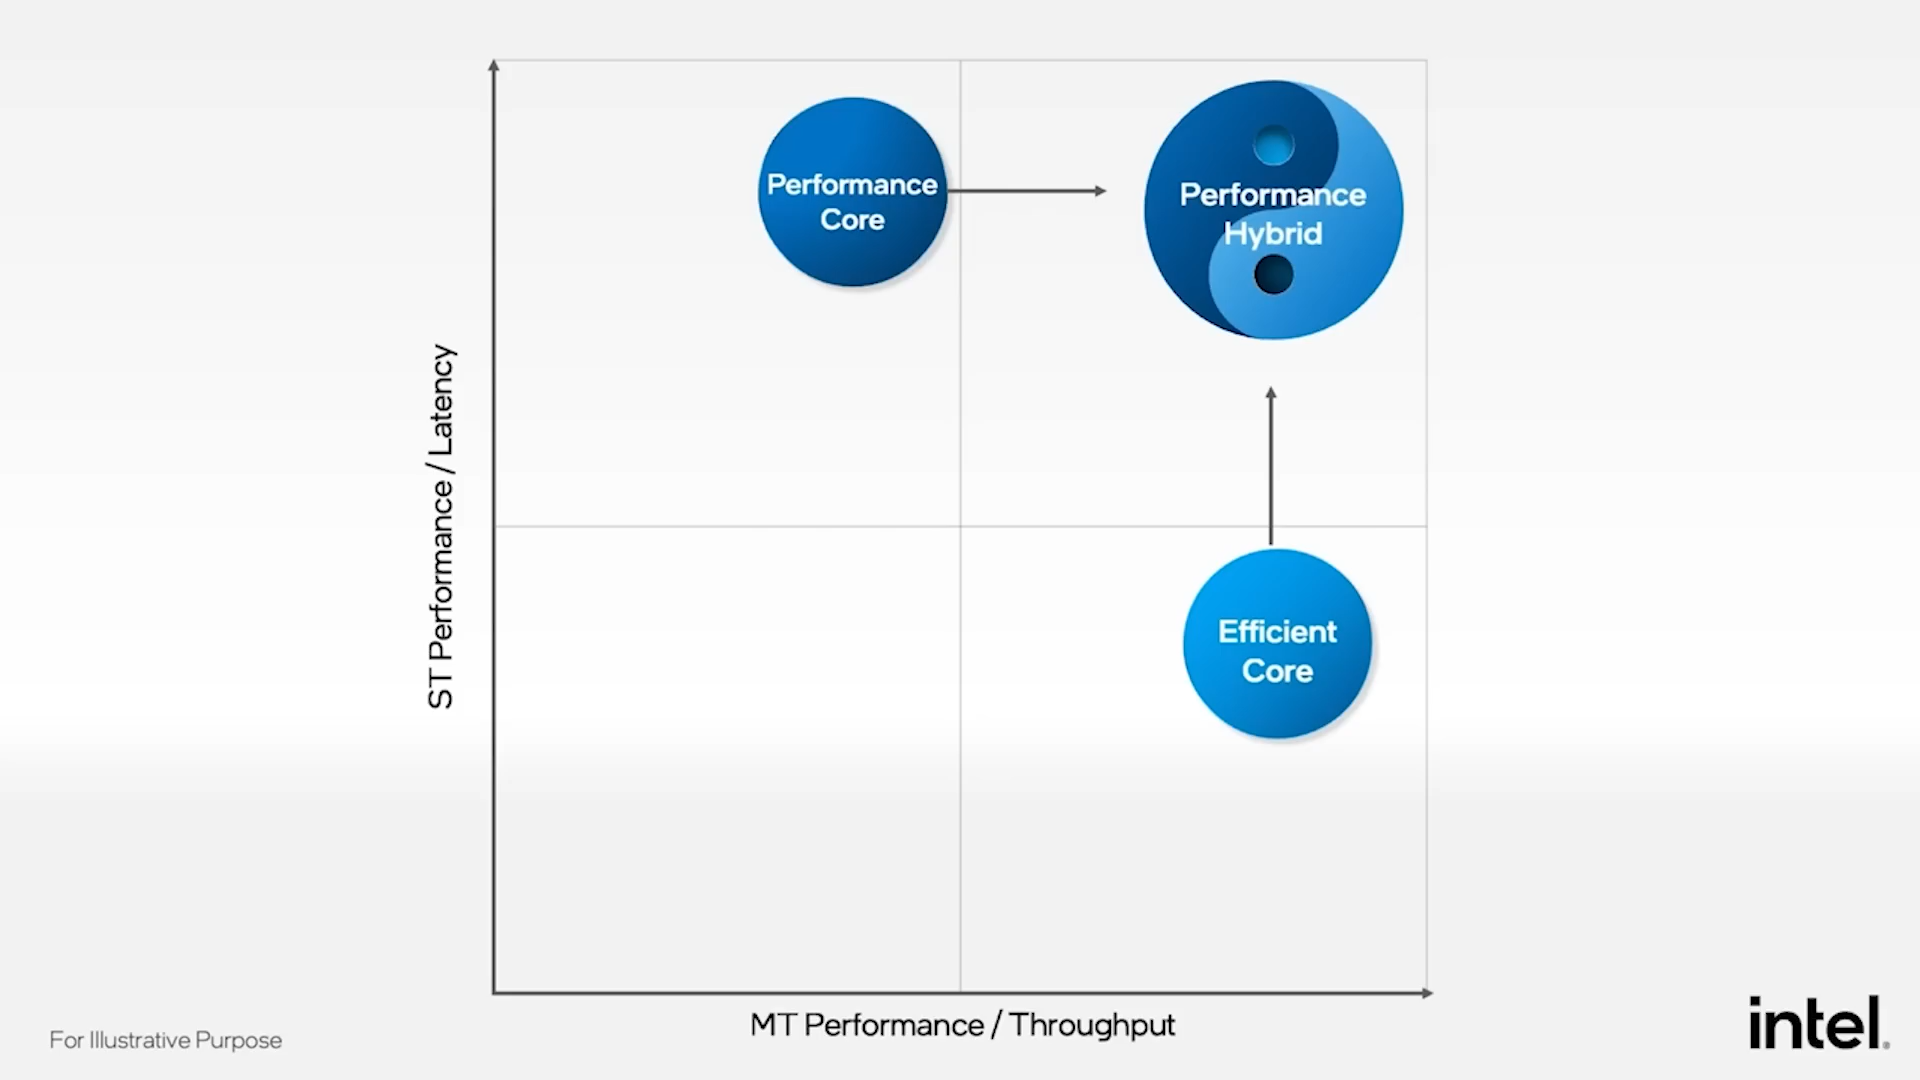 Performance
Core
Performance
Hybrid
ST Performance / Latency
Efficient
Core
MT Performance / Throughput
For Illustrative Purpose
intel.